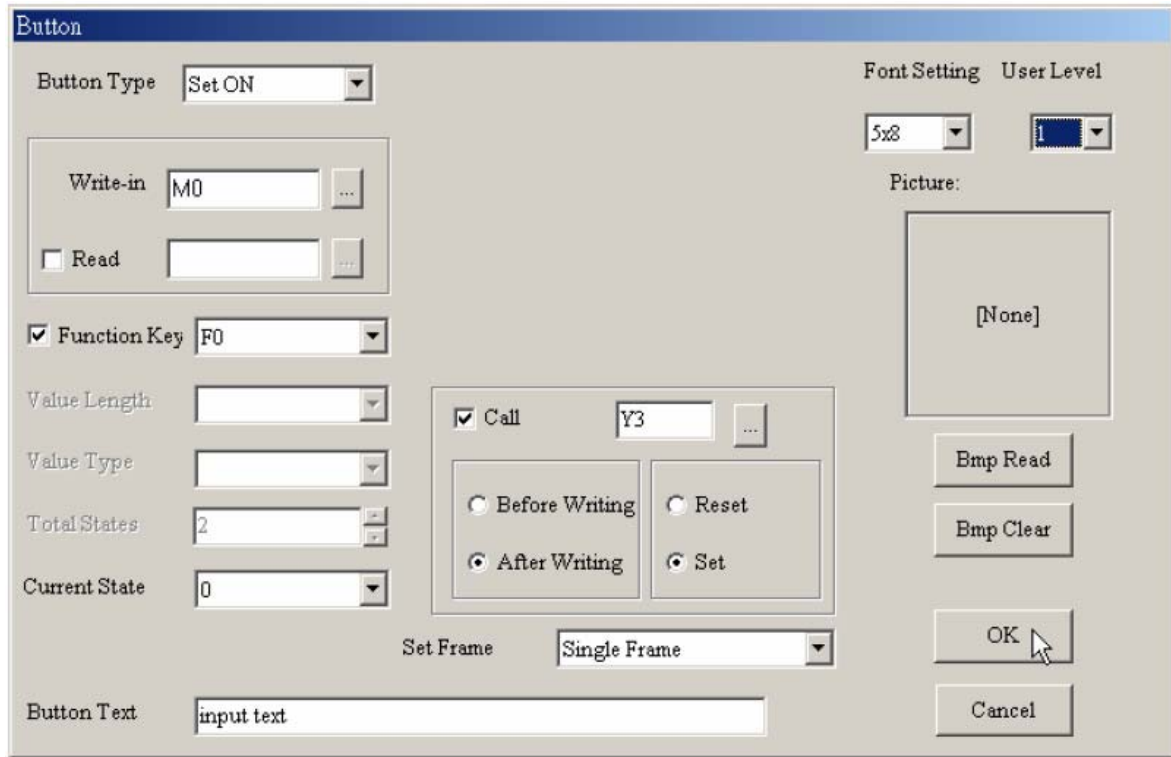 Button
Button Type Set ON
Font Setting User Level
5x8 1
Write-in M0 ...
Picture:
Read ...
[None]
Function Key F0
Value Length
Call Y3 ...
Value Type
Bmp Read
Before Writing Reset
Total States 2
Bmp Clear
After Writing Set
Current State 0
OK
Set Frame Single Frame
Button Text input text
Cancel